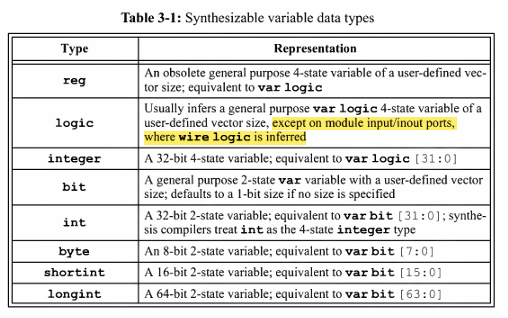 Table 3-1: Synthesizable variable data types
Type Representation
reg An obsolete general purpose 4-state variable of a user-defined vec-
tor size; equivalent to var logic
logic Usually infers a general purpose var logic 4-state variable of a
user-defined vector size, except on module input/inout ports,
where wire logic is inferred
integer A 32-bit 4-state variable; equivalent to var logic [31:0]
bit A general purpose 2-state var variable with a user-defined vector
size; defaults to a 1-bit size if no size is specified
int A 32-bit 2-state variable; equivalent to var bit [31:0]; synthe-
sis compilers treat int as the 4-state integer type
byte An 8-bit 2-state variable; equivalent to var bit [7:0]
shortint A 16-bit 2-state variable; equivalent to var bit [15:0]
longint A 64-bit 2-state variable; equivalent to var bit [63:0]